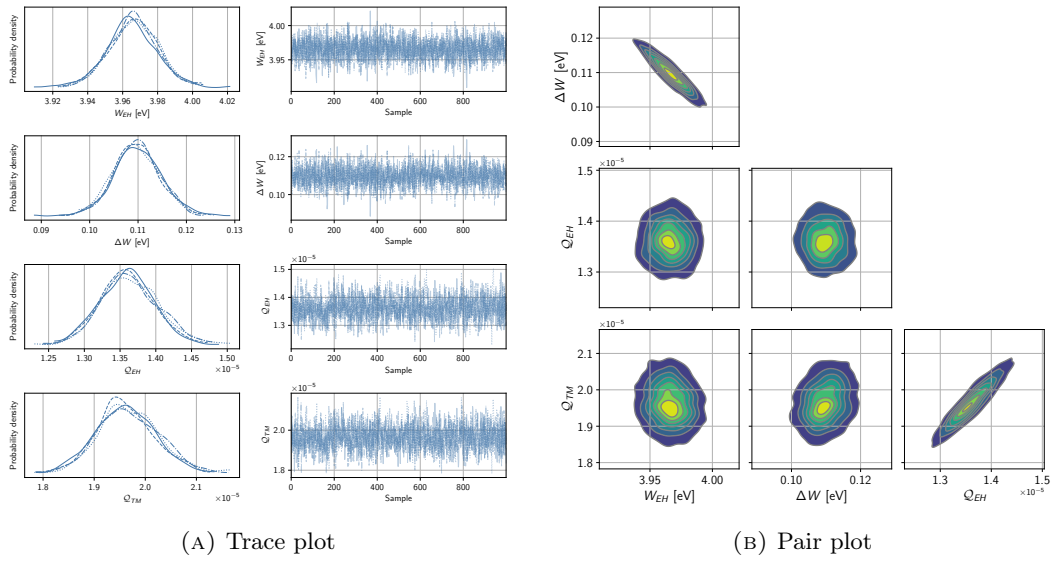 Probability density
3.92 3.94 3.96 3.98 4.00 4.02
W_EH [eV]
W_EH [eV]
4.00
3.95
0 200 400 600 800
Sample
Probability density
0.09 0.10 0.11 0.12 0.13
ΔW [eV]
ΔW [eV]
0.12
0.10
0 200 400 600 800
Sample
Probability density
1.25 1.30 1.35 1.40 1.45 1.50
×10⁻⁵
Q_EH
×10⁻⁵
Q_EH
1.5
1.4
1.3
0 200 400 600 800
Sample
Probability density
1.8 1.9 2.0 2.1
×10⁻⁵
Q_TM
×10⁻⁵
Q_TM
2.0
1.8
0 200 400 600 800
Sample
(A) Trace plot
ΔW [eV]
0.12
0.11
0.10
0.09
×10⁻⁵
Q_EH
1.5
1.4
1.3
×10⁻⁵
Q_TM
2.1
2.0
1.9
1.8
3.95 4.00
W_EH [eV]
0.10 0.12
ΔW [eV]
1.3 1.4 1.5
×10⁻⁵
Q_EH
(B) Pair plot